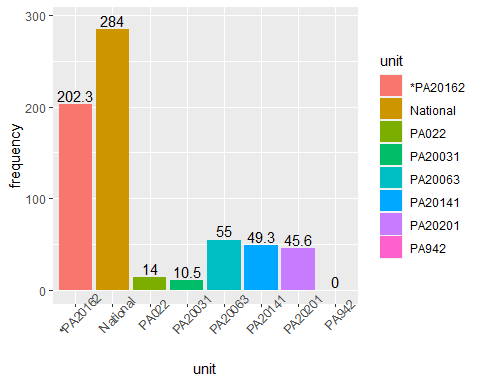 300
200
100
0
frequency
202.3
284
14
10.5
55
49.3
45.6
0
*PA20162
National
PA022
PA20031
PA20063
PA20141
PA20201
PA942
unit
unit
*PA20162
National
PA022
PA20031
PA20063
PA20141
PA20201
PA942